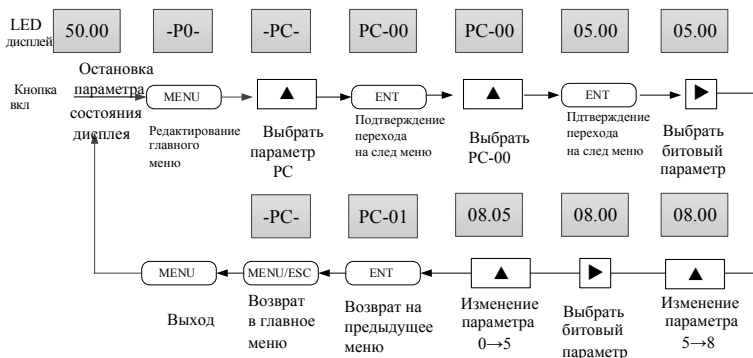 LED
дисплей
50.00
-P0-
-PC-
PC-00
PC-00
05.00
05.00
Кнопка
вкл
Остановка
параметра
состояния
дисплея
MENU
▲
ENT
▲
ENT
▶
Редактирование
главного
меню
Выбрать
параметр
PC
Подтверждение
перехода
на след меню
Выбрать
PC-00
Пдтверждение
перехода
на след меню
Выбрать
битовый
параметр
-PC-
PC-01
08.05
08.00
08.00
MENU
MENU/ESC
ENT
▲
▶
▲
Выход
Возврат
в главное
меню
Возврат на
предыдущее
меню
Изменение
параметра
0→5
Выбрать
битовый
параметр
Изменение
параметра
5→8